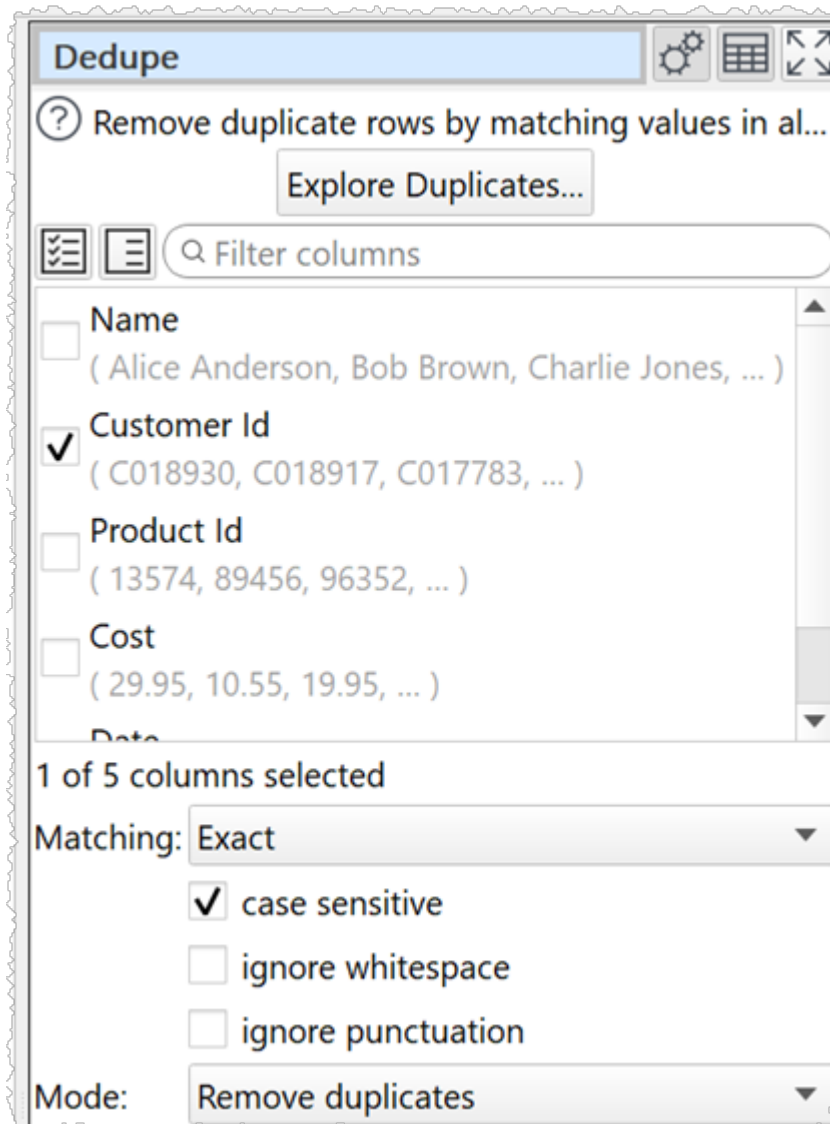 Dedupe
Remove duplicate rows by matching values in al...
Explore Duplicates...
Filter columns
Name
( Alice Anderson, Bob Brown, Charlie Jones, ... )
Customer Id
( C018930, C018917, C017783, ... )
Product Id
( 13574, 89456, 96352, ... )
Cost
( 29.95, 10.55, 19.95, ... )
Date
1 of 5 columns selected
Matching: Exact
case sensitive
ignore whitespace
ignore punctuation
Mode: Remove duplicates